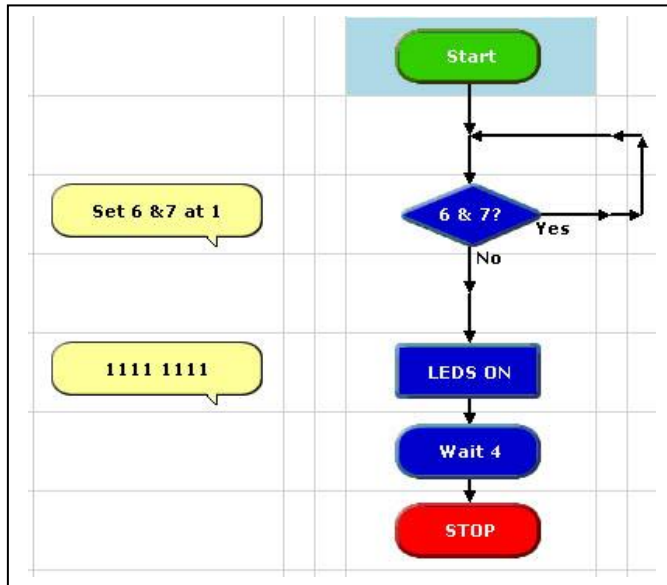 Start
Set 6 &7 at 1
6 & 7?
Yes
No
1111 1111
LEDS ON
Wait 4
STOP